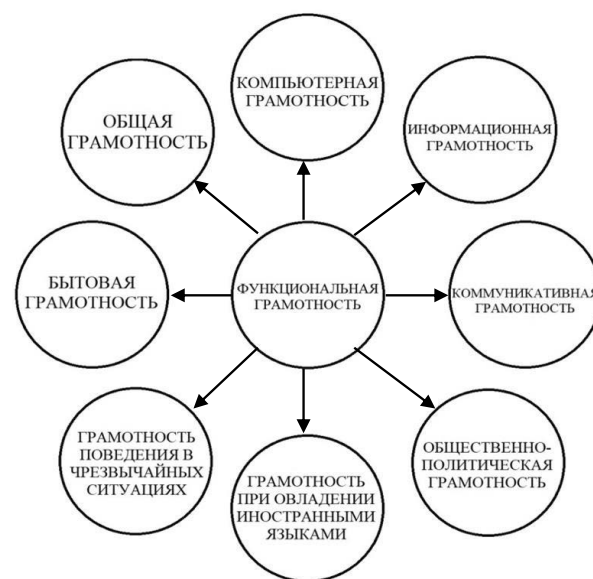 КОМПЬЮТЕРНАЯ
ГРАМОТНОСТЬ
ОБЩАЯ
ГРАМОТНОСТЬ
ИНФОРМАЦИОННАЯ
ГРАМОТНОСТЬ
БЫТОВАЯ
ГРАМОТНОСТЬ
ФУНКЦИОНАЛЬНАЯ
ГРАМОТНОСТЬ
КОММУНИКАТИВНАЯ
ГРАМОТНОСТЬ
ГРАМОТНОСТЬ
ПОВЕДЕНИЯ В
ЧРЕЗВЫЧАЙНЫХ
СИТУАЦИЯХ
ГРАМОТНОСТЬ
ПРИ ОВЛАДЕНИИ
ИНОСТРАННЫМИ
ЯЗЫКАМИ
ОБЩЕСТВЕННО-
ПОЛИТИЧЕСКАЯ
ГРАМОТНОСТЬ